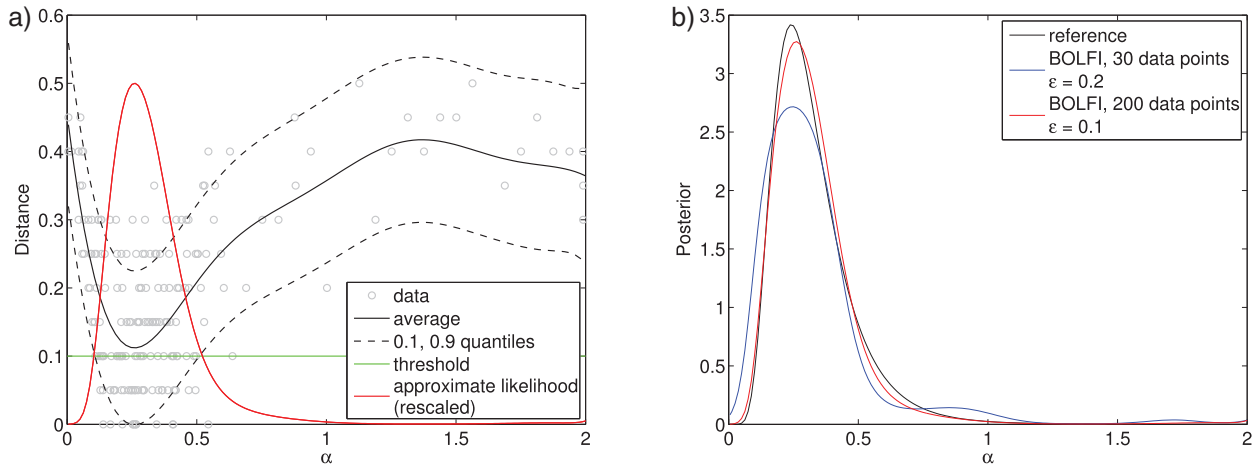 a)
0.6
0.5
0.4
0.3
0.2
0.1
0
Distance
0
0.5
1
1.5
2
α
data
average
0.1, 0.9 quantiles
threshold
approximate likelihood
(rescaled)
b)
3.5
3
2.5
2
1.5
1
0.5
0
Posterior
0
0.5
1
1.5
2
α
reference
BOLFI, 30 data points
ε = 0.2
BOLFI, 200 data points
ε = 0.1